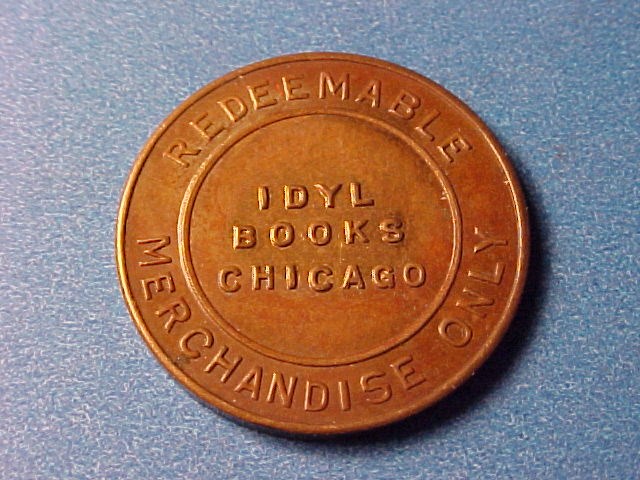 REDEEMABLE
IDYL
BOOKS
CHICAGO
MERCHANDISE ONLY